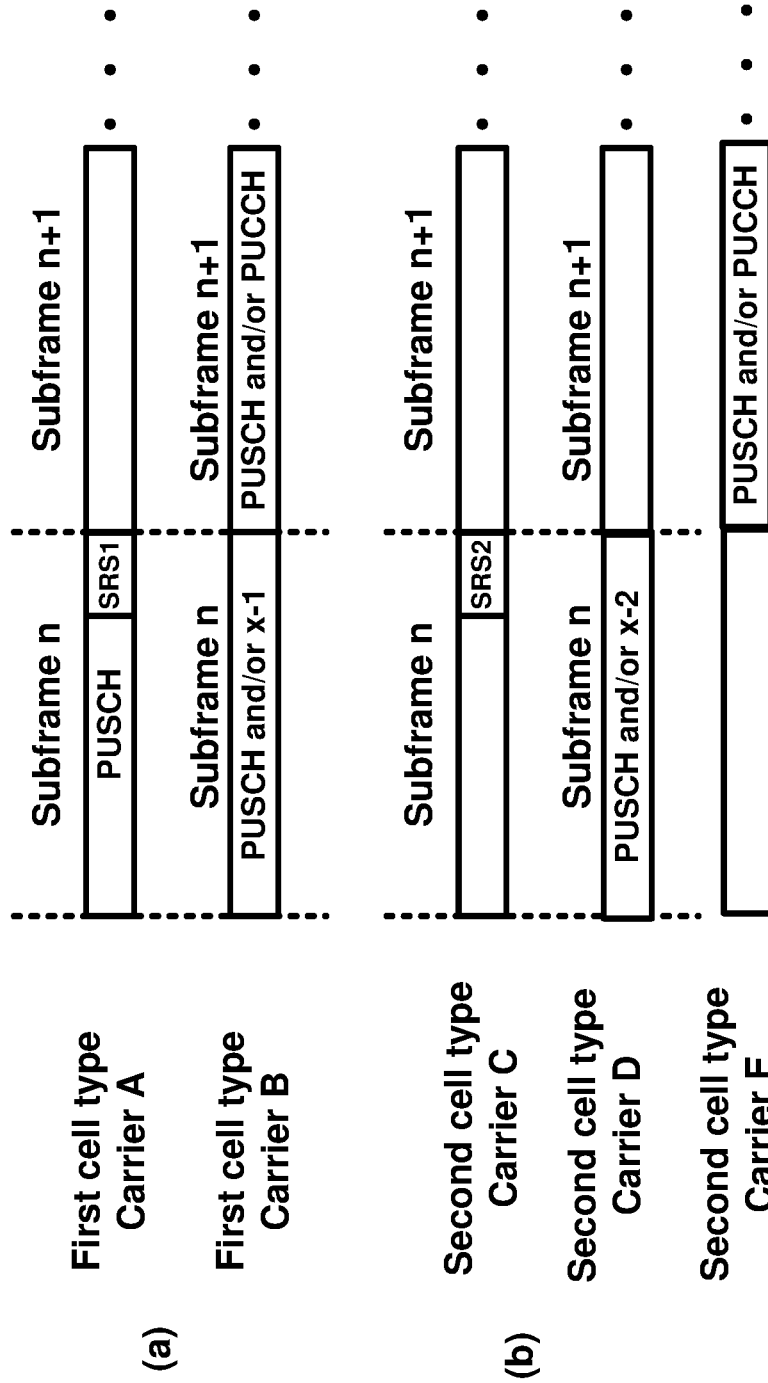 (a)
First cell type
Carrier A
Subframe n
Subframe n+1
PUSCH
SRS1
First cell type
Carrier B
Subframe n
Subframe n+1
PUSCH and/or x-1
PUSCH and/or PUCCH
(b)
Second cell type
Carrier C
Subframe n
Subframe n+1
SRS2
Second cell type
Carrier D
Subframe n
Subframe n+1
PUSCH and/or x-2
Second cell type
Carrier
PUSCH and/or PUCCH